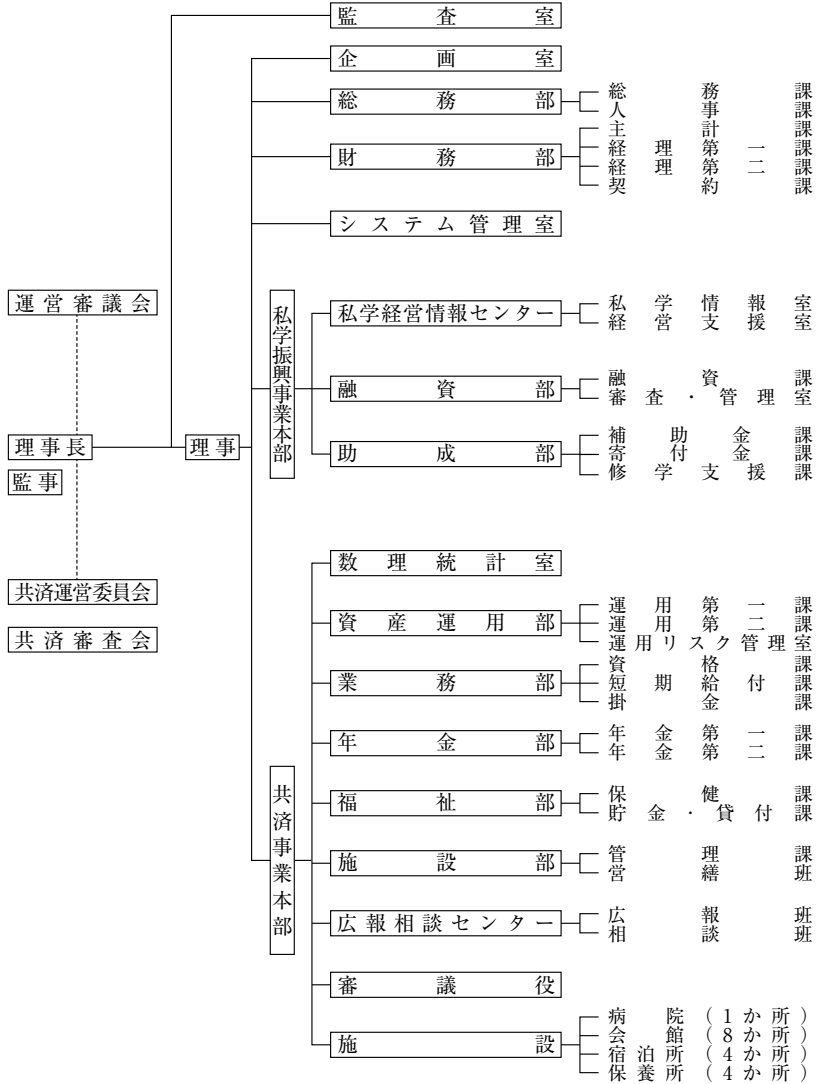 監査室
企画室
総務部
総務課
人事課
財務部
主計課
経理第一課
経理第二課
契約課
システム管理室
運営審議会
理事長
監事
共済運営委員会
共済審査会
理事
私学振興事業本部
私学経営情報センター
私学情報室
経営支援室
融資部
融資課
審査・管理室
助成部
補助金課
寄付金課
修学支援課
共済事業本部
数理統計室
資産運用部
運用第一課
運用第二課
運用リスク管理室
業務部
資格課
短期給付課
掛金課
年金部
年金第一課
年金第二課
福祉部
保健課
貯金・貸付課
施設部
管理課
営繕班
広報相談センター
広報班
相談班
審議役
施設
病院(1か所)
会館(8か所)
宿泊所(4か所)
保養所(4か所)